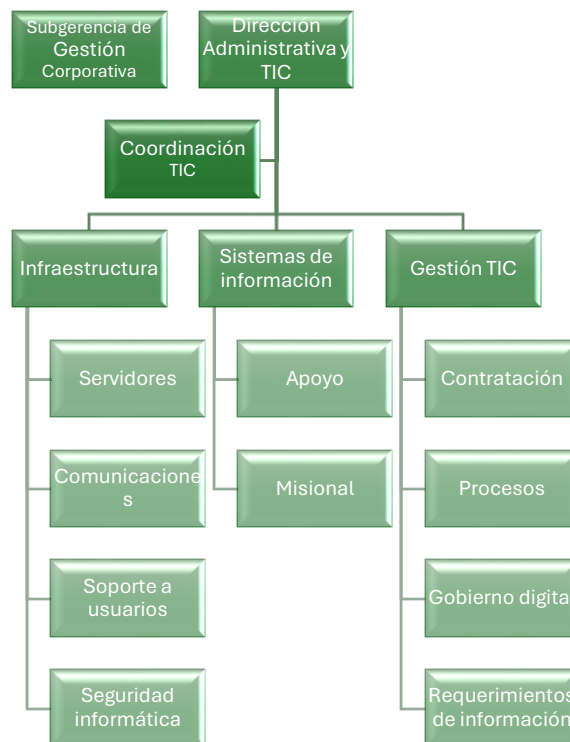 Subgerencia de
Gestión
Corporativa
Dirección
Administrativa y
TIC
Coordinación
TIC
Infraestructura
Sistemas de
información
Gestión TIC
Servidores
Apoyo
Contratación
Comunicacione
s
Misional
Procesos
Soporte a
usuarios
Gobierno digital
Seguridad
informática
Requerimientos
de información